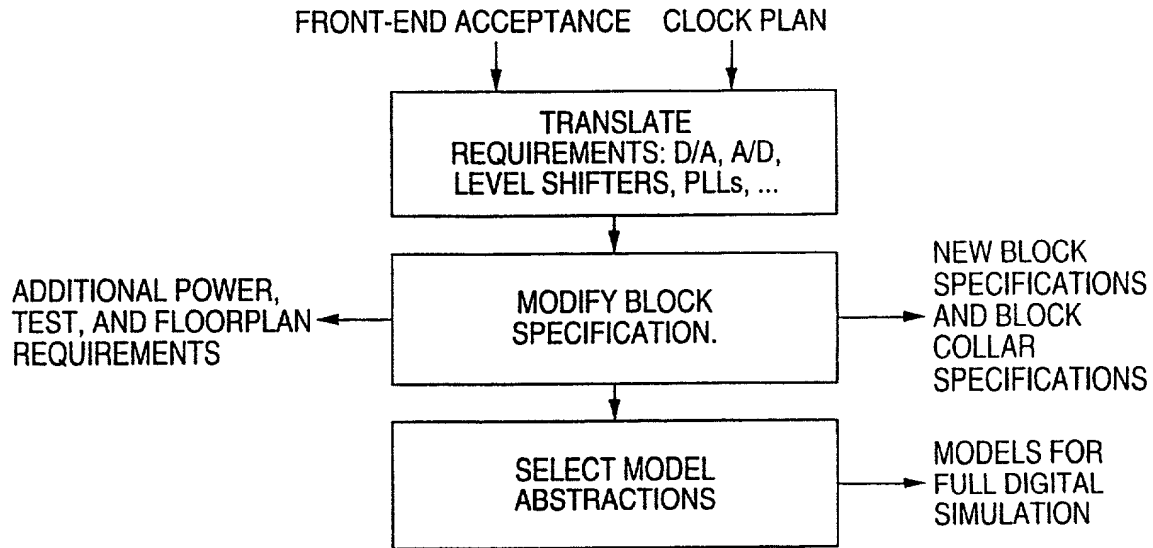 FRONT-END ACCEPTANCE
CLOCK PLAN
TRANSLATE
REQUIREMENTS: D/A, A/D,
LEVEL SHIFTERS, PLLs, ...
ADDITIONAL POWER,
TEST, AND FLOORPLAN
REQUIREMENTS
MODIFY BLOCK
SPECIFICATION.
NEW BLOCK
SPECIFICATIONS
AND BLOCK
COLLAR
SPECIFICATIONS
SELECT MODEL
ABSTRACTIONS
MODELS FOR
FULL DIGITAL
SIMULATION